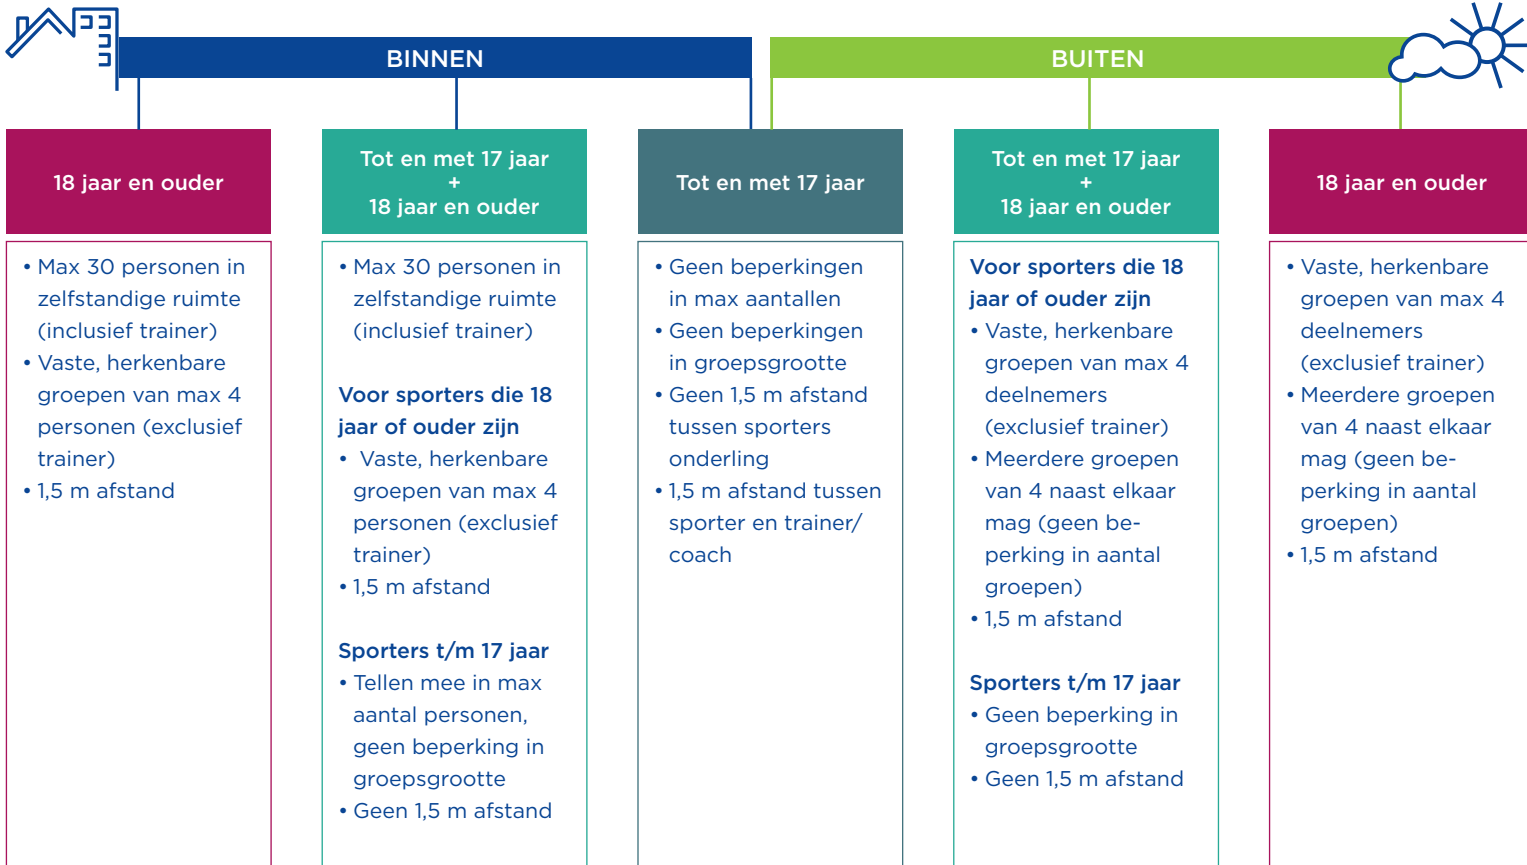 BINNEN
BUITEN
18 jaar en ouder
• Max 30 personen in
zelfstandige ruimte
(inclusief trainer)
• Vaste, herkenbare
groepen van max 4
personen (exclusief
trainer)
• 1,5 m afstand
Tot en met 17 jaar
+
18 jaar en ouder
• Max 30 personen in
zelfstandige ruimte
(inclusief trainer)
Voor sporters die 18
jaar of ouder zijn
• Vaste, herkenbare
groepen van max 4
personen (exclusief
trainer)
• 1,5 m afstand
Sporters t/m 17 jaar
• Tellen mee in max
aantal personen,
geen beperking in
groepsgrootte
• Geen 1,5 m afstand
Tot en met 17 jaar
• Geen beperkingen
in max aantallen
• Geen beperkingen
in groepsgrootte
• Geen 1,5 m afstand
tussen sporters
onderling
• 1,5 m afstand tussen
sporter en trainer/
coach
Tot en met 17 jaar
+
18 jaar en ouder
Voor sporters die 18
jaar of ouder zijn
• Vaste, herkenbare
groepen van max 4
deelnemers
(exclusief trainer)
• Meerdere groepen
van 4 naast elkaar
mag (geen be-
perking in aantal
groepen)
• 1,5 m afstand
Sporters t/m 17 jaar
• Geen beperking in
groepsgrootte
• Geen 1,5 m afstand
18 jaar en ouder
• Vaste, herkenbare
groepen van max 4
deelnemers
(exclusief trainer)
• Meerdere groepen
van 4 naast elkaar
mag (geen be-
perking in aantal
groepen)
• 1,5 m afstand